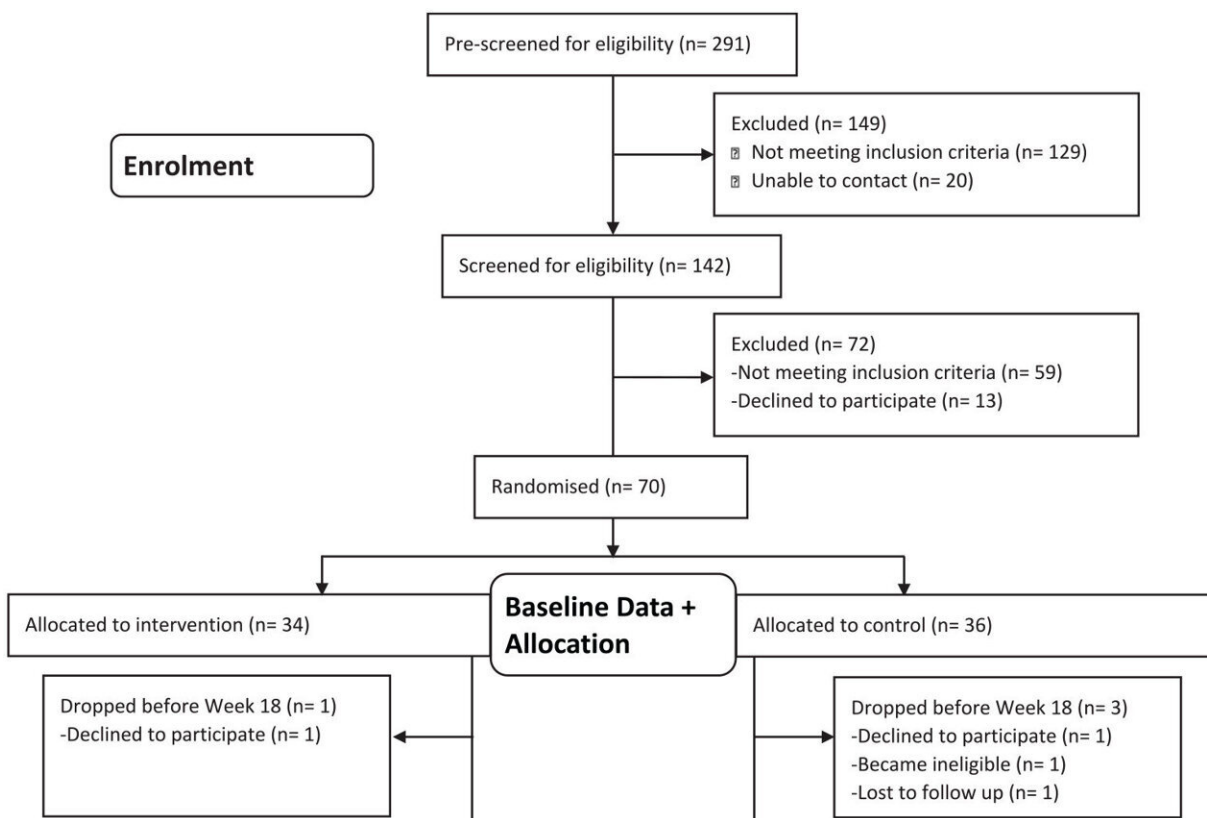 Pre-screened for eligibility (n= 291)
Excluded (n= 149)
Not meeting inclusion criteria (n= 129)
Unable to contact (n= 20)
Enrolment
Screened for eligibility (n= 142)
Excluded (n= 72)
-Not meeting inclusion criteria (n= 59)
-Declined to participate (n= 13)
Randomised (n= 70)
Baseline Data +
Allocation
Allocated to intervention (n= 34)
Allocated to control (n= 36)
Dropped before Week 18 (n= 1)
-Declined to participate (n= 1)
Dropped before Week 18 (n= 3)
-Declined to participate (n= 1)
-Became ineligible (n= 1)
-Lost to follow up (n= 1)